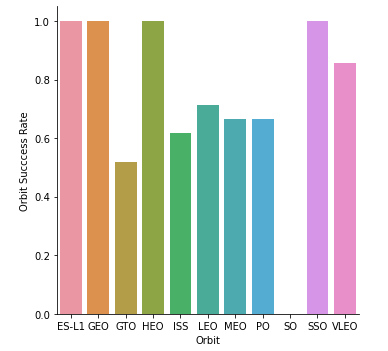 1.0
0.8
0.6
0.4
0.2
0.0
Orbit Succcess Rate
ES-L1 GEO GTO HEO ISS LEO MEO PO SO SSO VLEO
Orbit